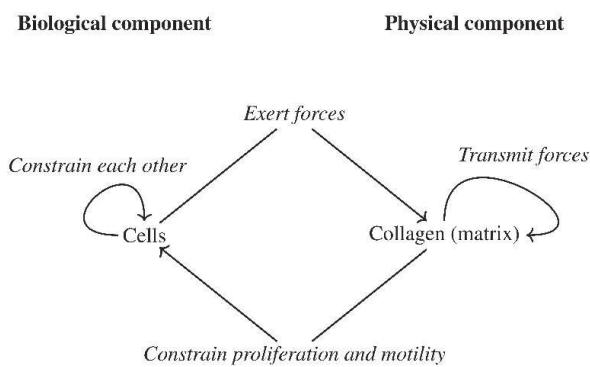 Biological component
Physical component
Exert forces
Constrain each other
Transmit forces
Cells
Collagen (matrix)
Constrain proliferation and motility